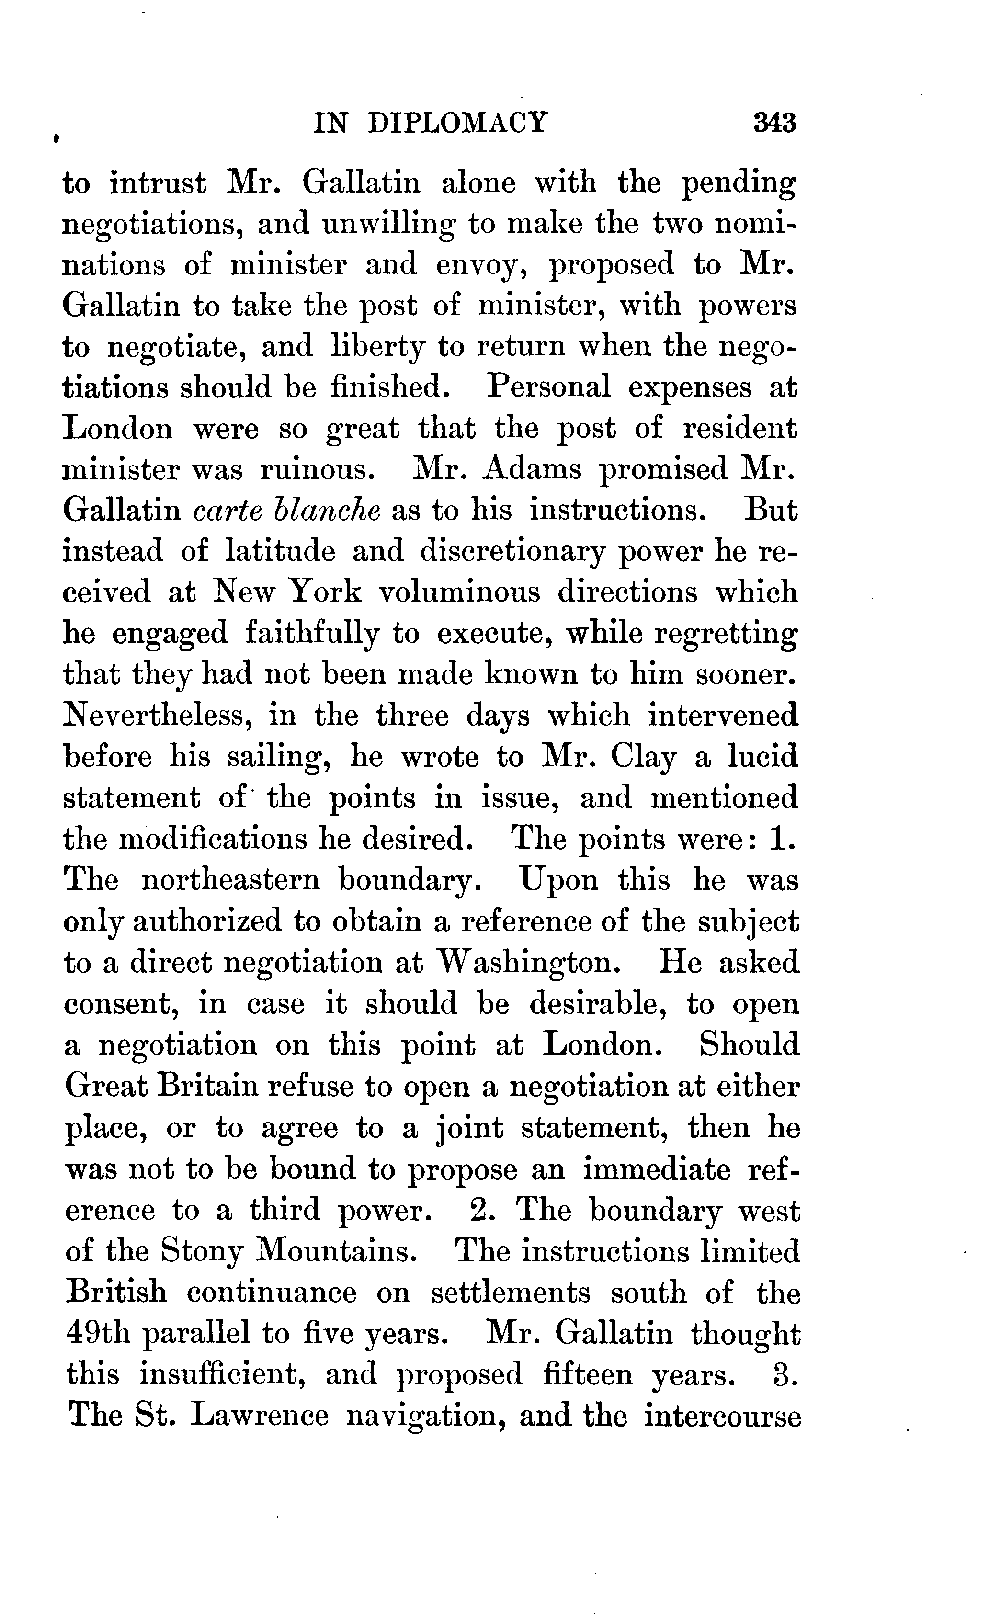 IN DIPLOMACY 343
to intrust Mr. Gallatin alone with the pending
negotiations, and unwilling to make the two nomi-
nations of minister and envoy, proposed to Mr.
Gallatin to take the post of minister, with powers
to negotiate, and liberty to return when the nego-
tiations should be finished. Personal expenses at
London were so great that the post of resident
minister was ruinous. Mr. Adams promised Mr.
Gallatin carte blanche as to his instructions. But
instead of latitude and discretionary power he re-
ceived at New York voluminous directions which
he engaged faithfully to execute, while regretting
that they had not been made known to him sooner.
Nevertheless, in the three days which intervened
before his sailing, he wrote to Mr. Clay a lucid
statement of the points in issue, and mentioned
the modifications he desired. The points were: 1.
The northeastern boundary. Upon this he was
only authorized to obtain a reference of the subject
to a direct negotiation at Washington. He asked
consent, in case it should be desirable, to open
a negotiation on this point at London. Should
Great Britain refuse to open a negotiation at either
place, or to agree to a joint statement, then he
was not to be bound to propose an immediate ref-
erence to a third power. 2. The boundary west
of the Stony Mountains. The instructions limited
British continuance on settlements south of the
49th parallel to five years. Mr. Gallatin thought
this insufficient, and proposed fifteen years. 3.
The St. Lawrence navigation, and the intercourse